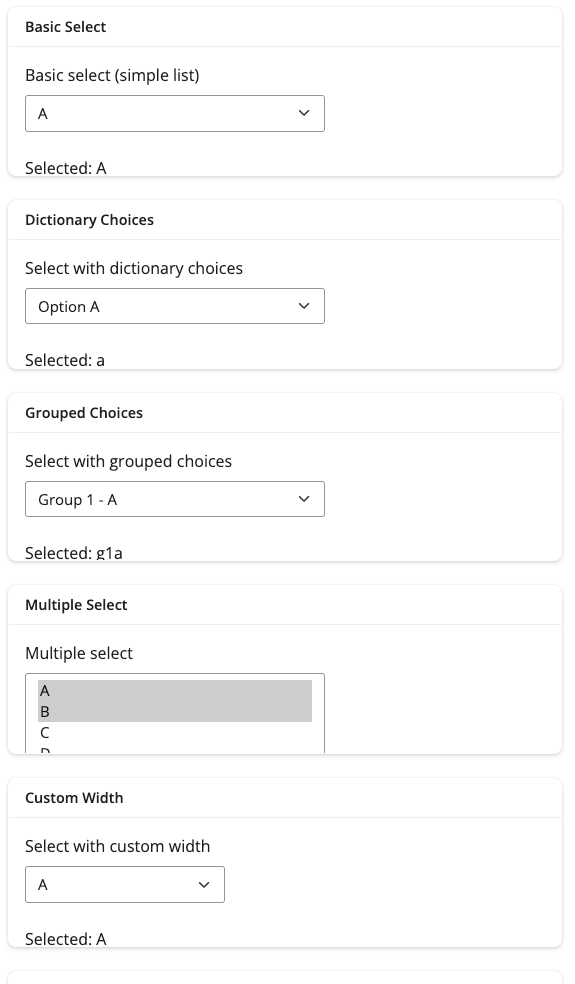 Basic Select
Basic select (simple list)
A
Selected: A
Dictionary Choices
Select with dictionary choices
Option A
Selected: a
Grouped Choices
Select with grouped choices
Group 1 - A
Selected: g1a
Multiple Select
Multiple select
A
B
C
D
Custom Width
Select with custom width
A
Selected: A